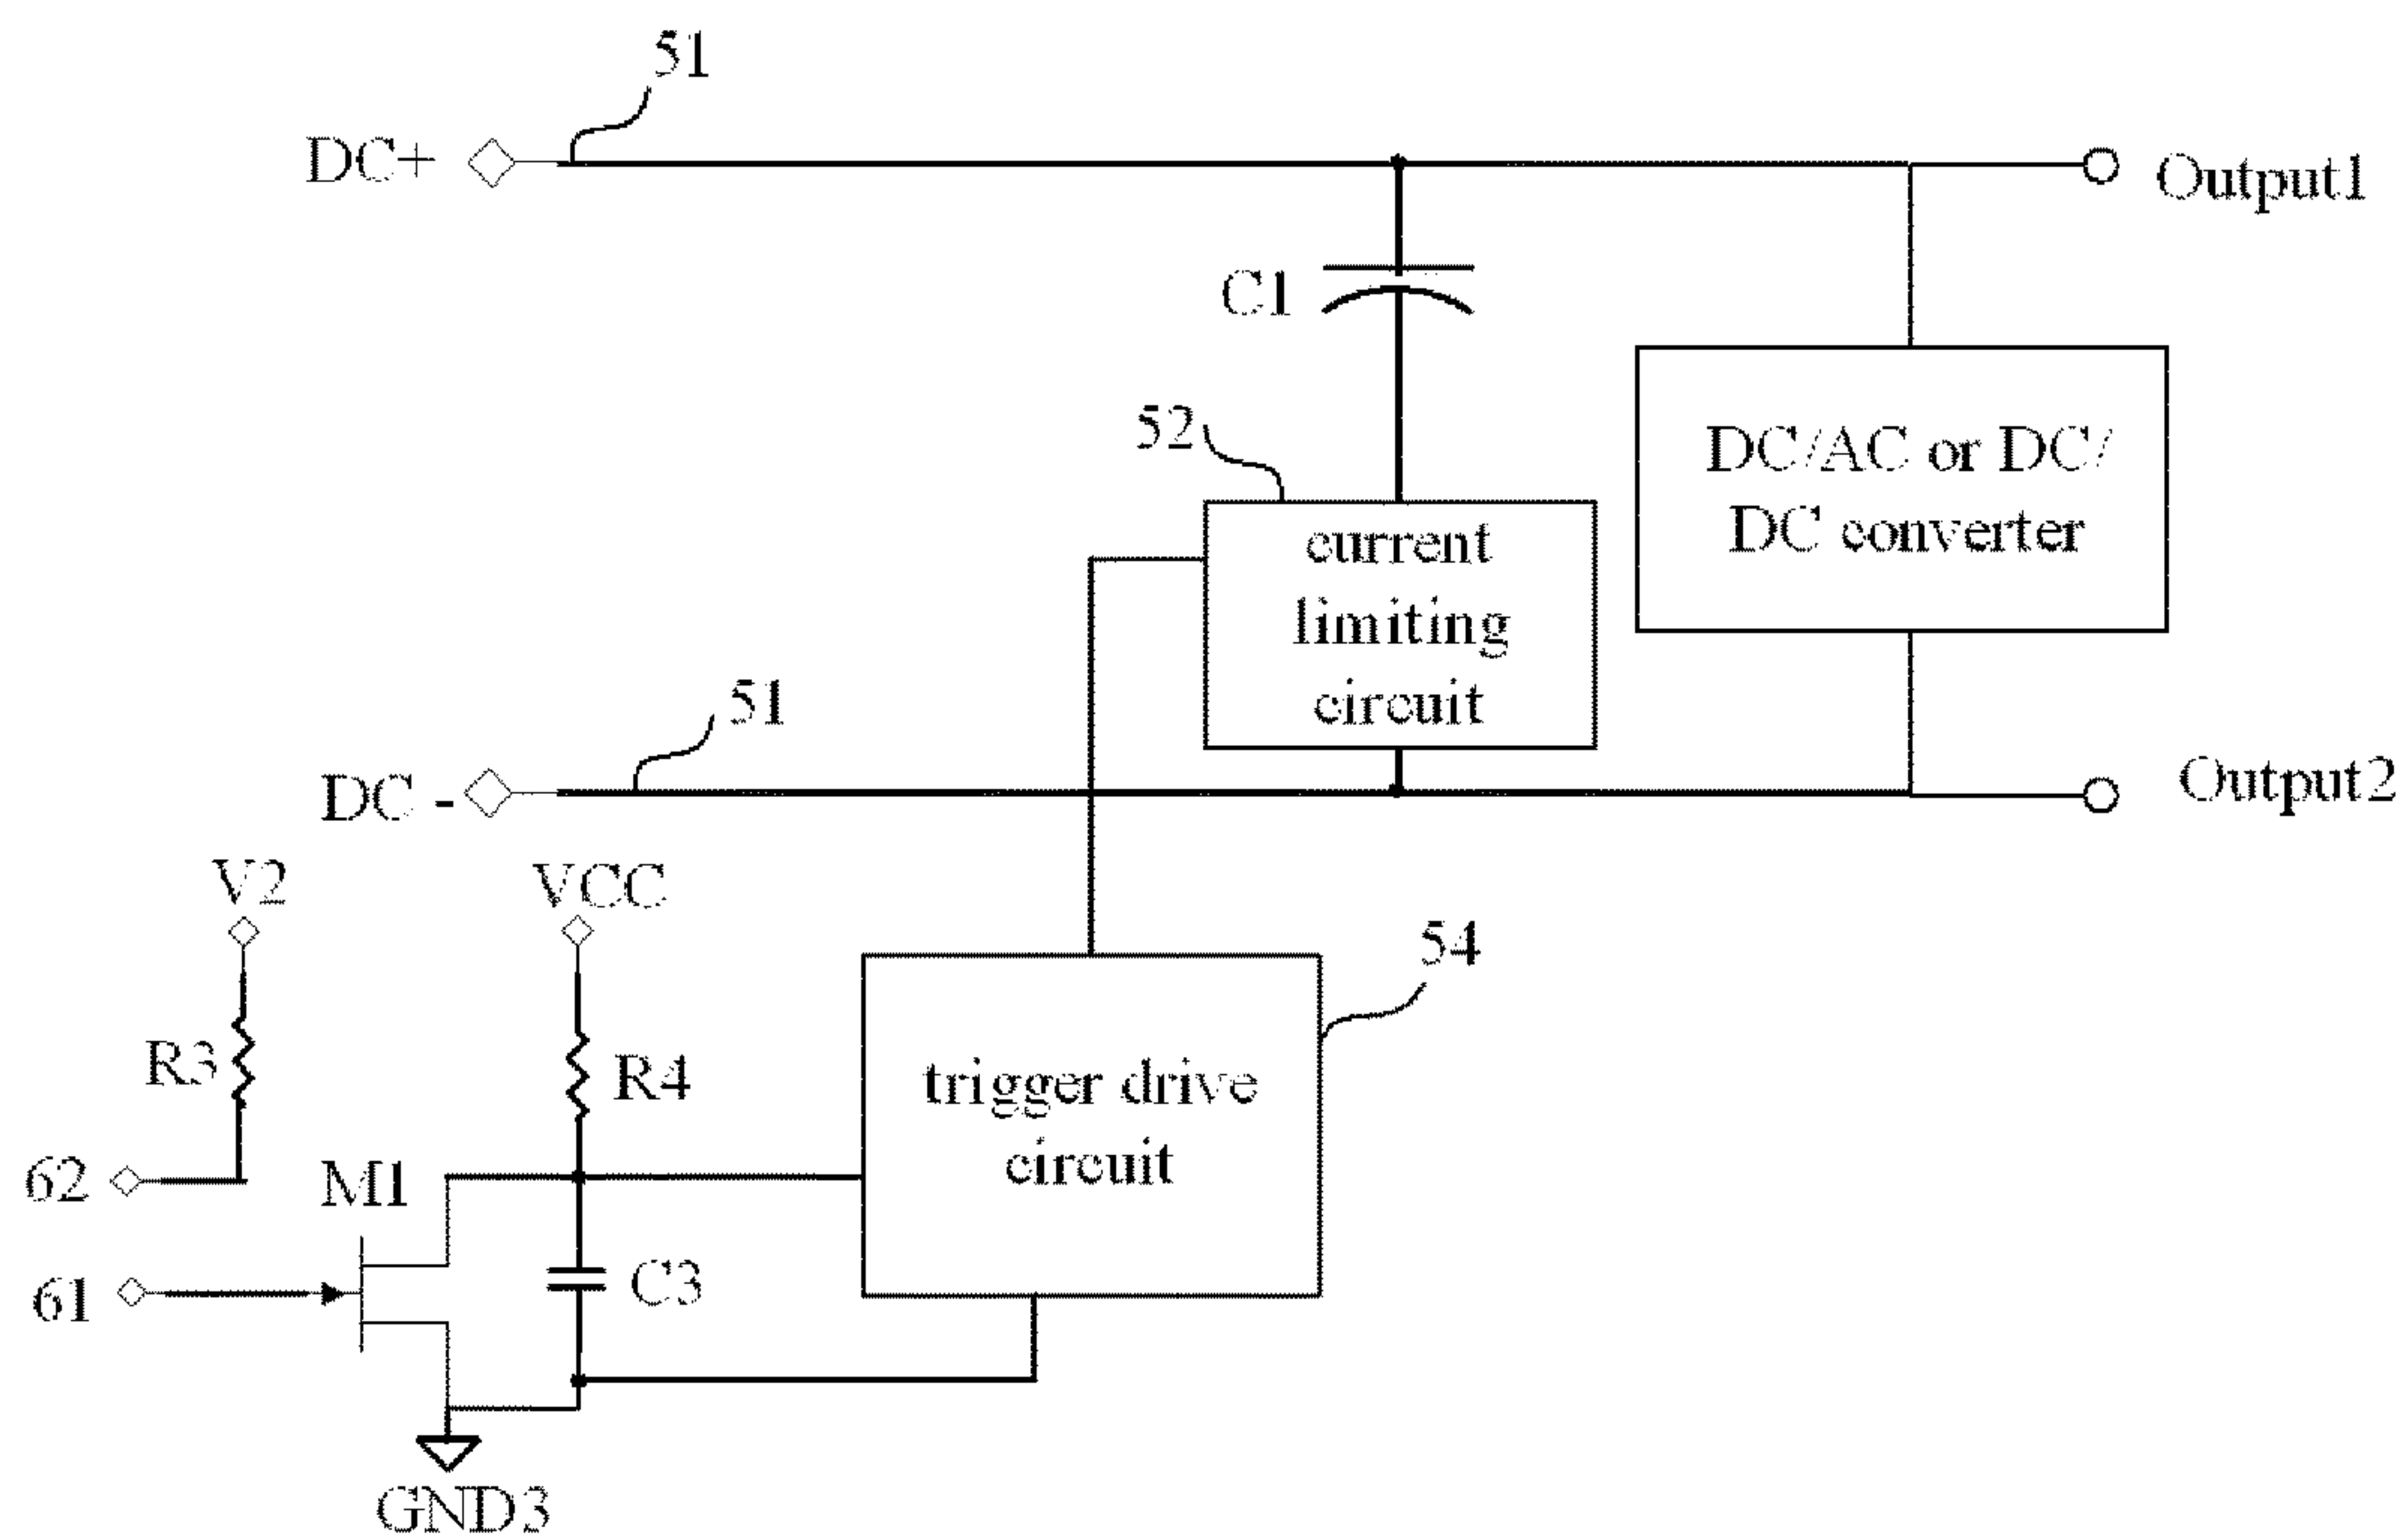 51
DC+
Output1
C1
52
DC/AC or DC/
DC converter
current
limiting
circuit
51
DC -
Output2
V2
VCC
54
R3
R4
trigger drive
circuit
62
M1
61
C3
GND3